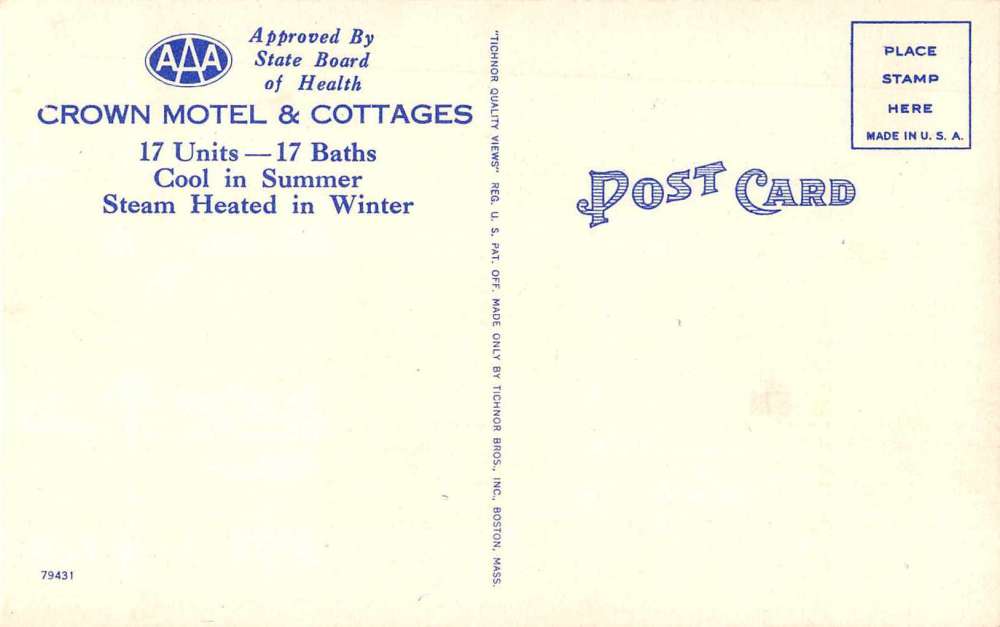 AAA
Approved By
State Board
of Health
CROWN MOTEL & COTTAGES
17 Units — 17 Baths
Cool in Summer
Steam Heated in Winter
79431
"TICHNOR QUALITY VIEWS" REG. U. S. PAT. OFF. MADE ONLY BY TICHNOR BROS., INC., BOSTON, MASS.
POST CARD
PLACE
STAMP
HERE
MADE IN U. S. A.